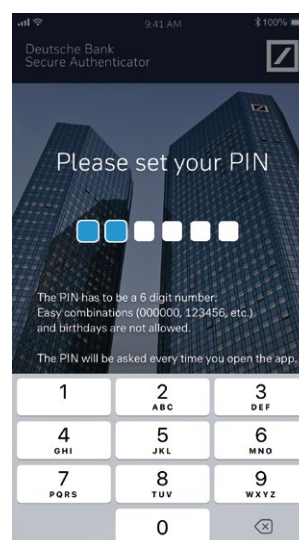 9:41 AM
100%
Deutsche Bank
Secure Authenticator
Please set your PIN
The PIN has to be a 6 digit number.
Easy combinations (000000, 123456, etc.)
and birthdays are not allowed.
The PIN will be asked every time you open the app.
1 2 3
ABC DEF
4 5 6
GHI JKL MNO
7 8 9
PQRS TUV WXYZ
0